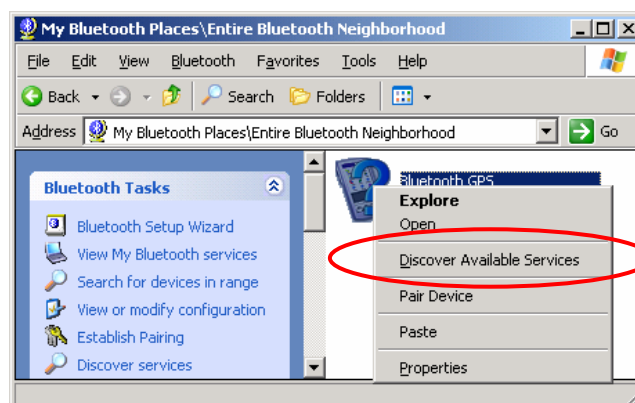 My Bluetooth Places\Entire Bluetooth Neighborhood
File Edit View Bluetooth Favorites Tools Help
Back Search Folders
Address My Bluetooth Places\Entire Bluetooth Neighborhood Go
Bluetooth Tasks
Bluetooth Setup Wizard
View My Bluetooth services
Search for devices in range
View or modify configuration
Establish Pairing
Discover services
Bluetooth GPS
Explore
Open
Discover Available Services
Pair Device
Paste
Properties